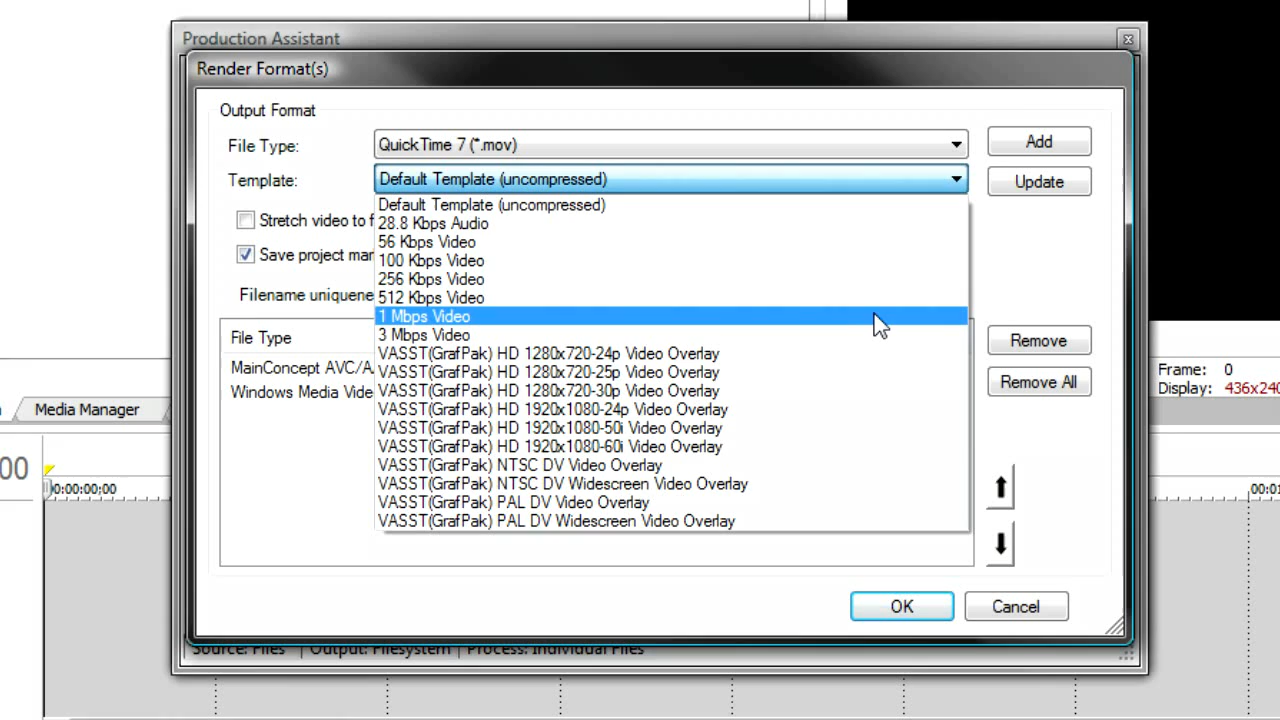 Production Assistant
Render Format(s)
Output Format
File Type: QuickTime 7 (*.mov) Add
Template: Default Template (uncompressed) Update
Default Template (uncompressed)
Stretch video to f
28.8 Kbps Audio
56 Kbps Video
Save project mar
100 Kbps Video
256 Kbps Video
Filename uniquene
512 Kbps Video
1 Mbps Video
File Type
3 Mbps Video
Remove
VASST(GrafPak) HD 1280x720-24p Video Overlay
MainConcept AVC/A
VASST(GrafPak) HD 1280x720-25p Video Overlay
Remove All
Windows Media Vide
VASST(GrafPak) HD 1280x720-30p Video Overlay
VASST(GrafPak) HD 1920x1080-24p Video Overlay
VASST(GrafPak) HD 1920x1080-50i Video Overlay
VASST(GrafPak) HD 1920x1080-60i Video Overlay
VASST(GrafPak) NTSC DV Video Overlay
VASST(GrafPak) NTSC DV Widescreen Video Overlay
VASST(GrafPak) PAL DV Video Overlay
VASST(GrafPak) PAL DV Widescreen Video Overlay
OK Cancel
Source: Files Output: Filesystem Process: Individual Files
Frame: 0
Display: 436x240
Media Manager
00
0:00:00;00
00:01